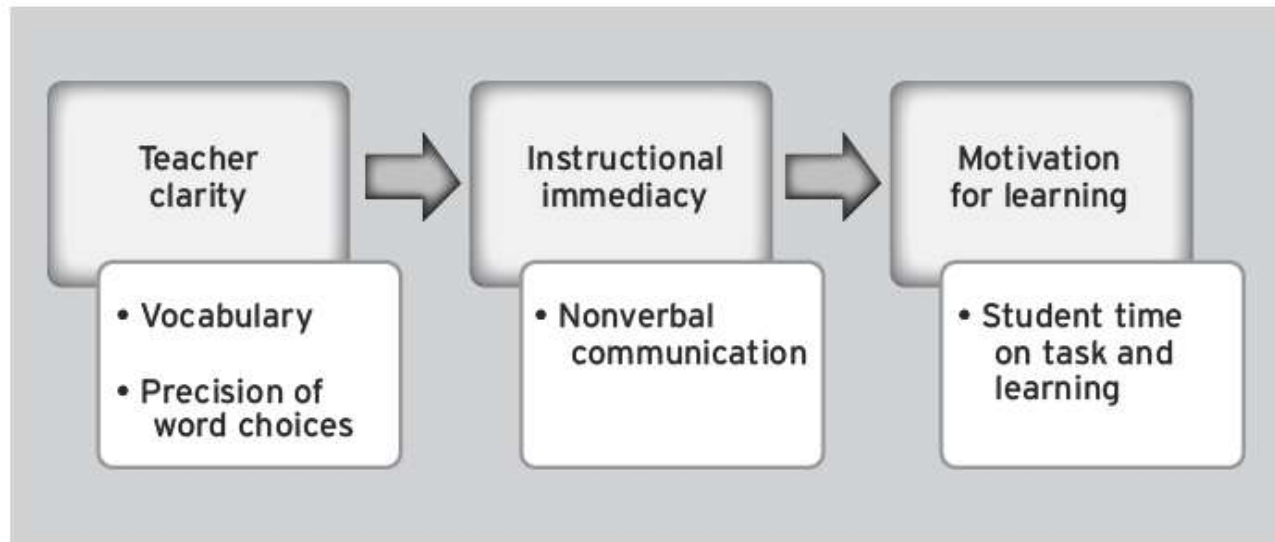 Teacher
clarity
• Vocabulary
• Precision of
word choices
Instructional
immediacy
• Nonverbal
communication
Motivation
for learning
• Student time
on task and
learning